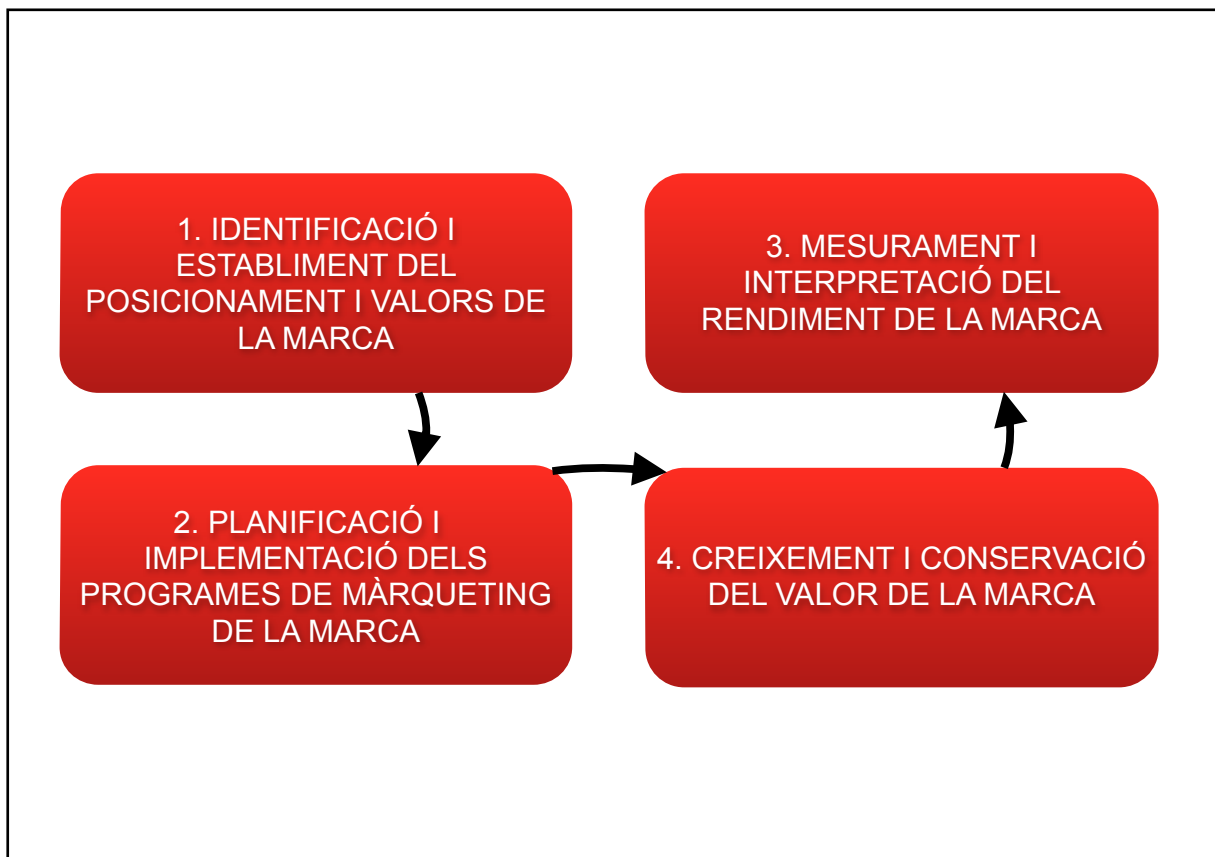 1. IDENTIFICACIÓ I
ESTABLIMENT DEL
POSICIONAMENT I VALORS DE
LA MARCA
2. PLANIFICACIÓ I
IMPLEMENTACIÓ DELS
PROGRAMES DE MÀRQUETING
DE LA MARCA
3. MESURAMENT I
INTERPRETACIÓ DEL
RENDIMENT DE LA MARCA
4. CREIXEMENT I CONSERVACIÓ
DEL VALOR DE LA MARCA